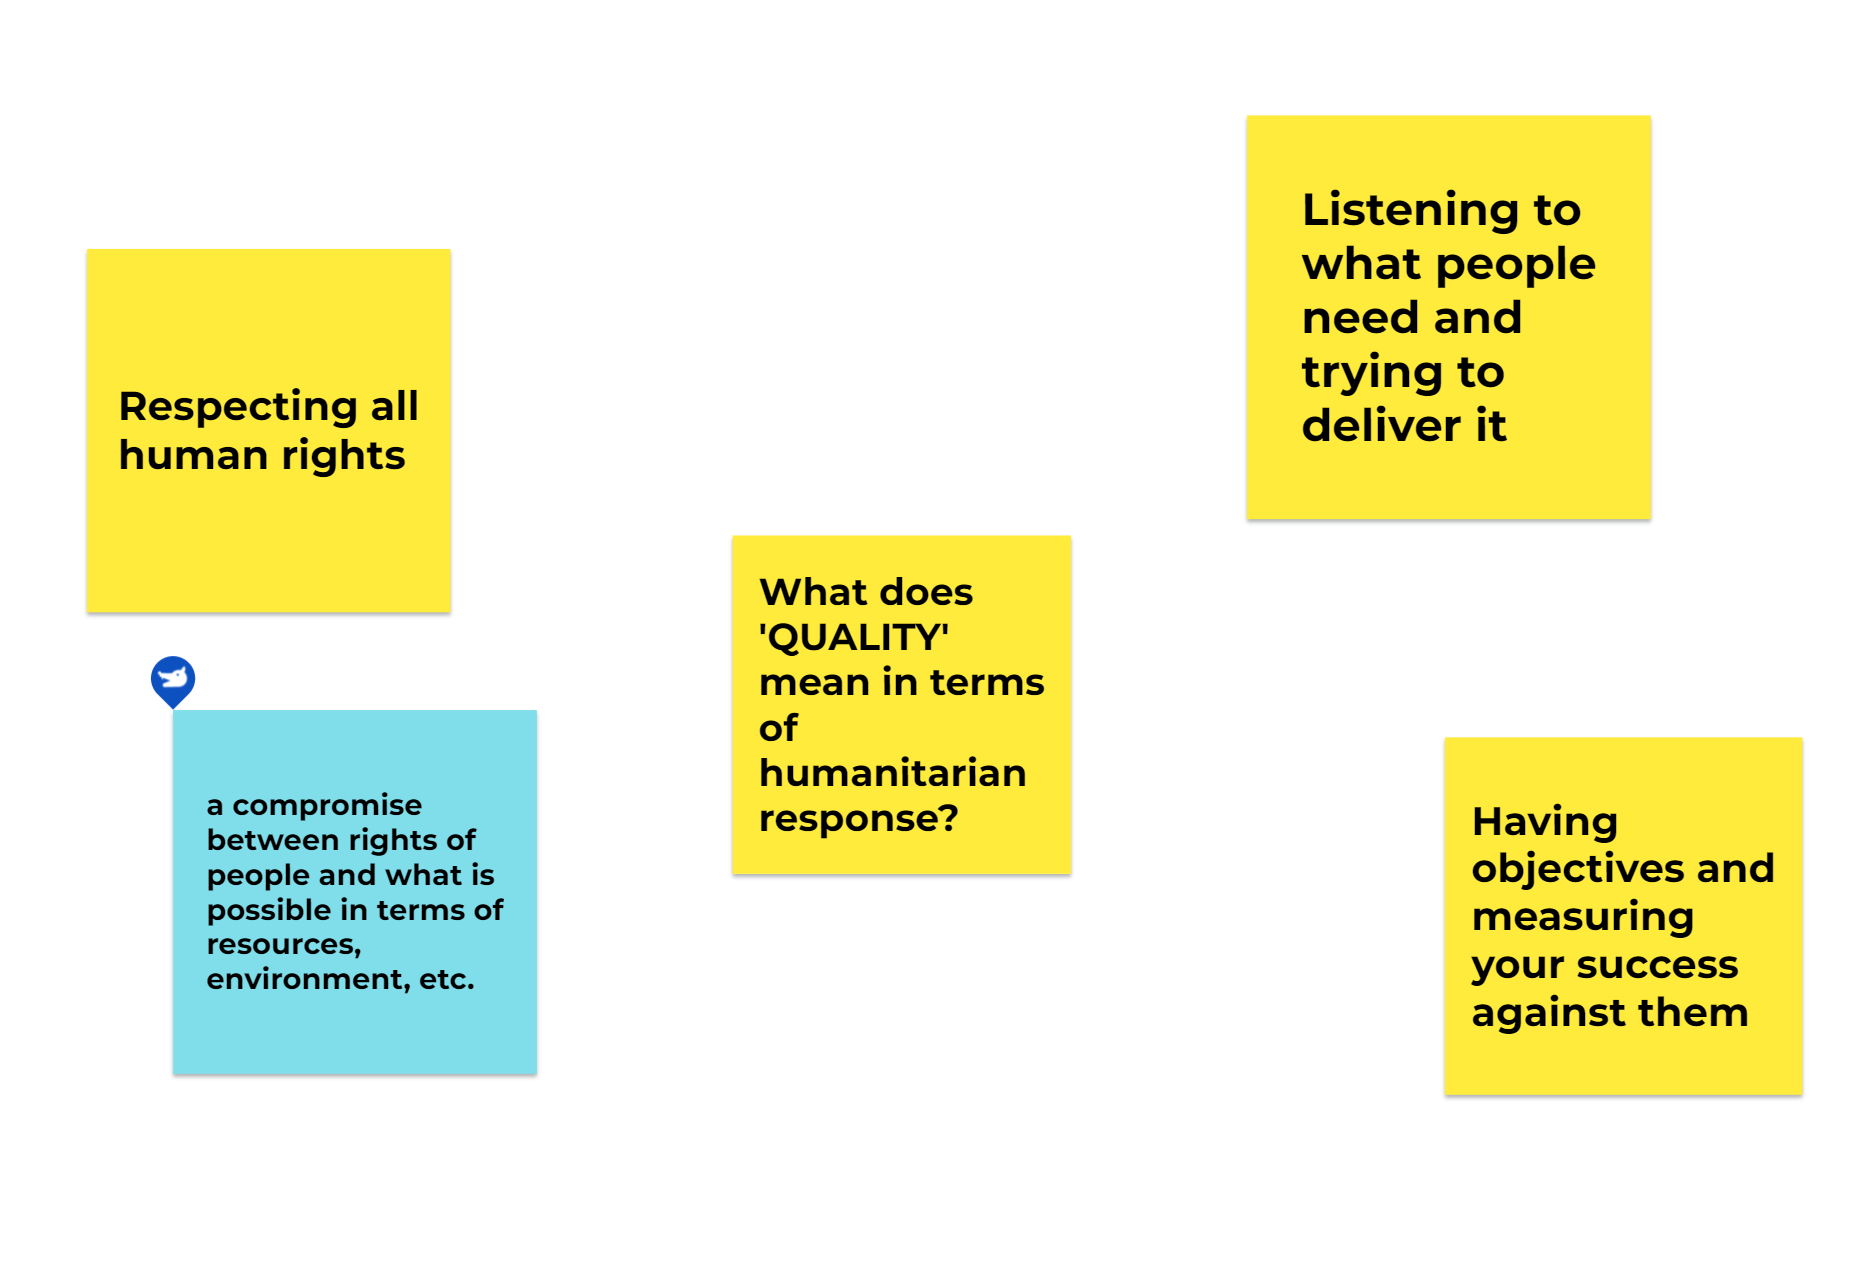 Respecting all
human rights
a compromise
between rights of
people and what is
possible in terms of
resources,
environment, etc.
What does
'QUALITY'
mean in terms
of
humanitarian
response?
Listening to
what people
need and
trying to
deliver it
Having
objectives and
measuring
your success
against them